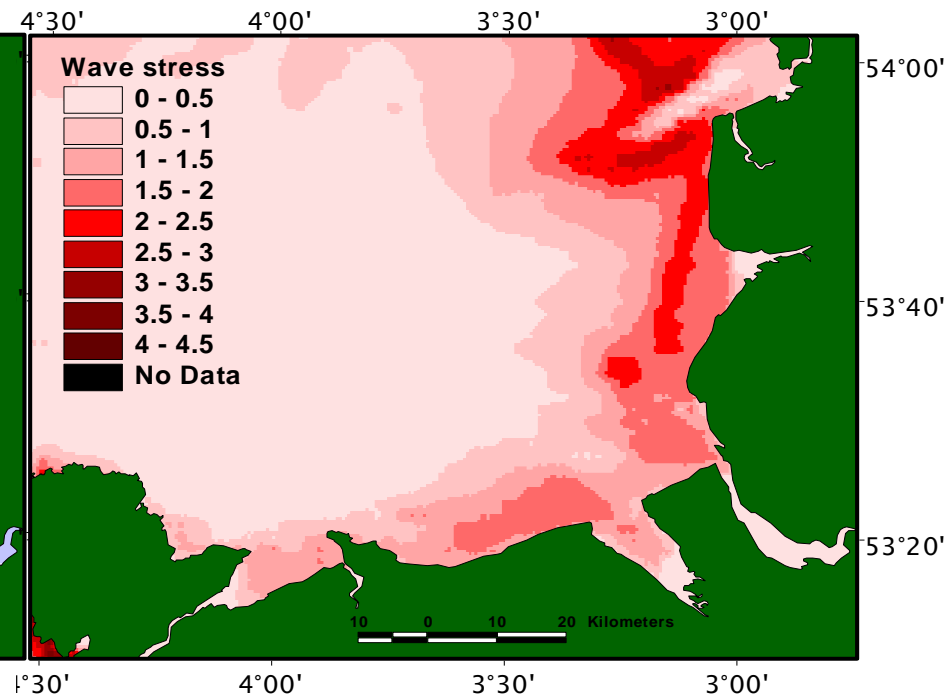 4°30' 4°00' 3°30' 3°00'
Wave stress
0 - 0.5
0.5 - 1
1 - 1.5
1.5 - 2
2 - 2.5
2.5 - 3
3 - 3.5
3.5 - 4
4 - 4.5
No Data
54°00'
53°40'
53°20'
10 0 10 20 Kilometers
4°30' 4°00' 3°30' 3°00'